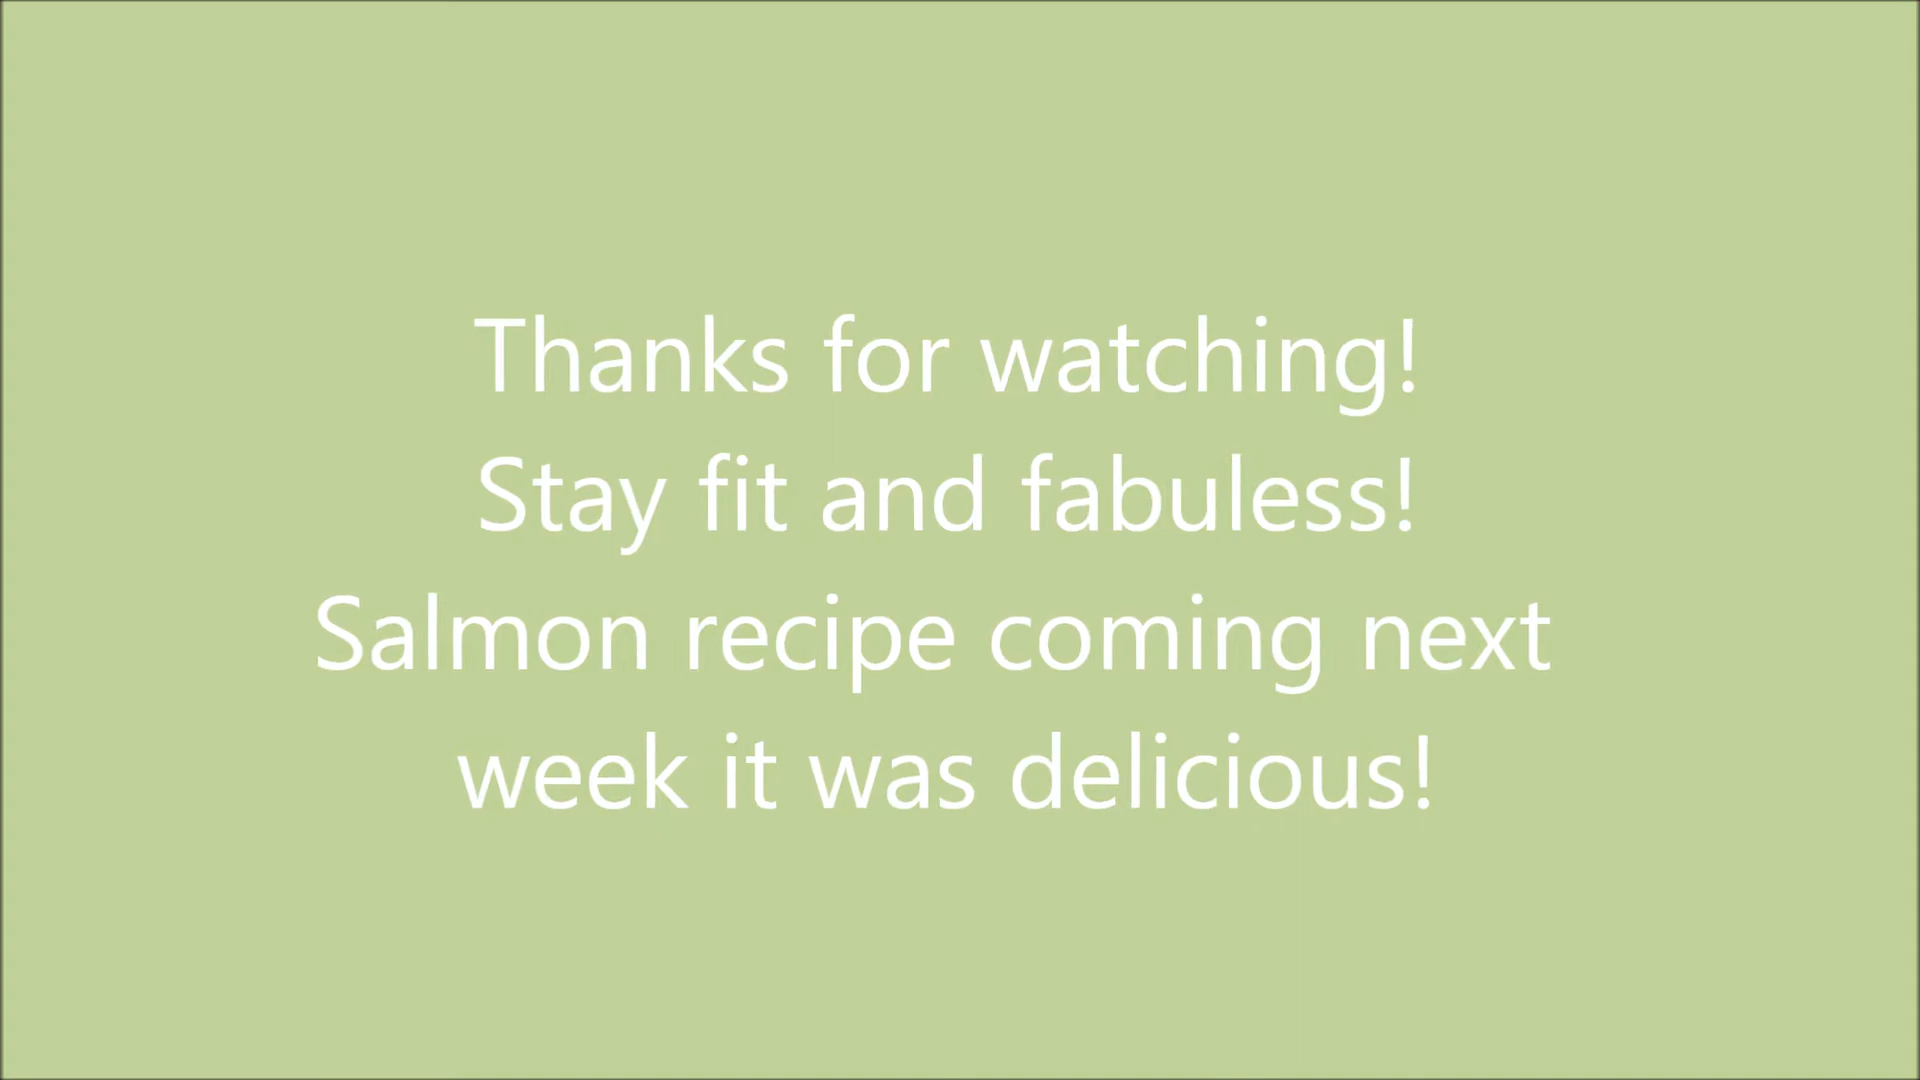 Thanks for watching!
Stay fit and fabuless!
Salmon recipe coming next
week it was delicious!